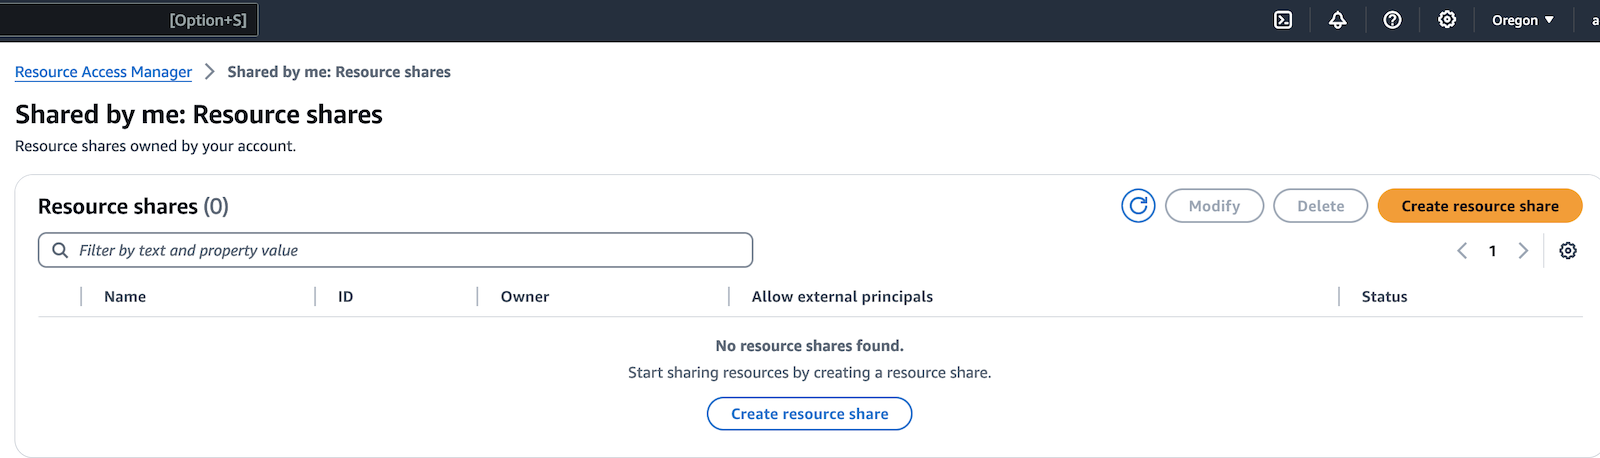 [Option+S]
Oregon
a
Resource Access Manager
Shared by me: Resource shares
Shared by me: Resource shares
Resource shares owned by your account.
Resource shares (0)
Modify
Delete
Create resource share
Filter by text and property value
1
Name
ID
Owner
Allow external principals
Status
No resource shares found.
Start sharing resources by creating a resource share.
Create resource share